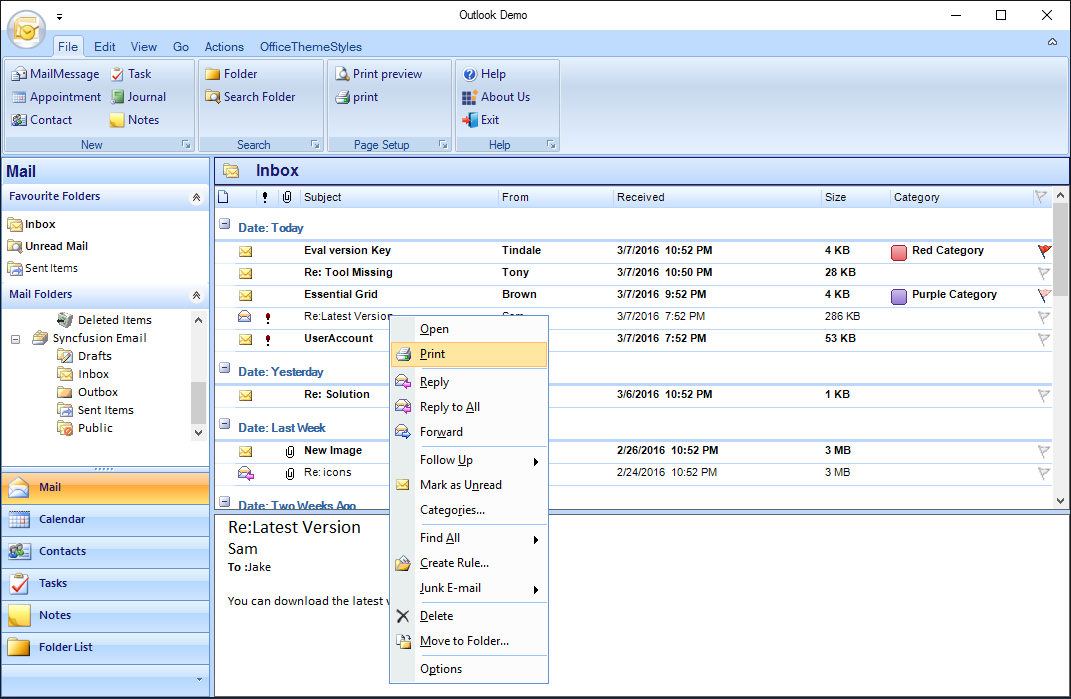 Outlook Demo
File Edit View Go Actions OfficeThemeStyles
MailMessage Task
Appointment Journal
Contact Notes
New
Folder
Search Folder
Search
Print preview
print
Page Setup
Help
About Us
Exit
Help
Mail
Favourite Folders
Inbox
Unread Mail
Sent Items
Mail Folders
Deleted Items
Syncfusion Email
Drafts
Inbox
Outbox
Sent Items
Public
Mail
Calendar
Contacts
Tasks
Notes
Folder List
Inbox
! Subject From Received Size Category
Date: Today
Eval version Key Tindale 3/7/2016 10:52 PM 4 KB Red Category
Re: Tool Missing Tony 3/7/2016 10:50 PM 28 KB
Essential Grid Brown 3/7/2016 9:52 PM 4 KB Purple Category
! Re:Latest Version Sam 3/7/2016 7:52 PM 286 KB
! UserAccount 3/7/2016 7:52 PM 53 KB
Date: Yesterday
Re: Solution 3/6/2016 10:52 PM 1 KB
Date: Last Week
New Image 2/26/2016 10:52 PM 3 MB
Re: icons 2/24/2016 10:52 PM 3 MB
Date: Two Weeks Ago
Re:Latest Version
Sam
To :Jake
You can download the latest
Open
Print
Reply
Reply to All
Forward
Follow Up
Mark as Unread
Categories...
Find All
Create Rule...
Junk E-mail
Delete
Move to Folder...
Options